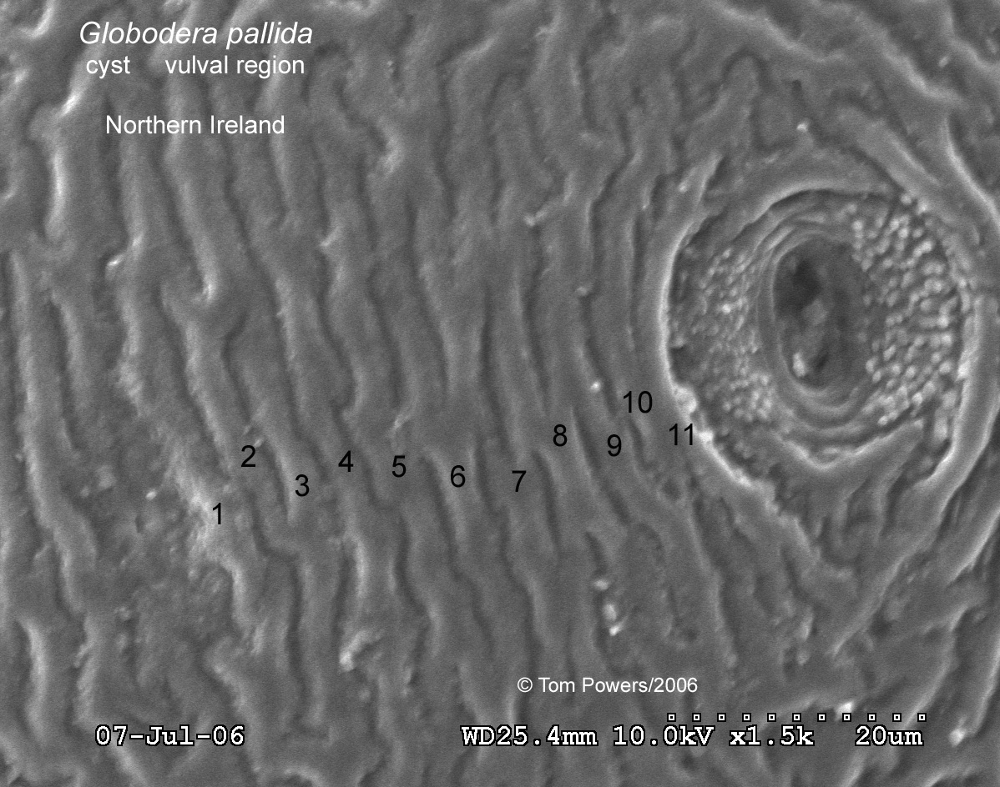 Globodera pallida
cyst vulval region
Northern Ireland
10
8
11
9
2
4
5
6
7
3
1
© Tom Powers/2006
07-Jul-06
WD25.4mm 10.0kV x1.5k 20um